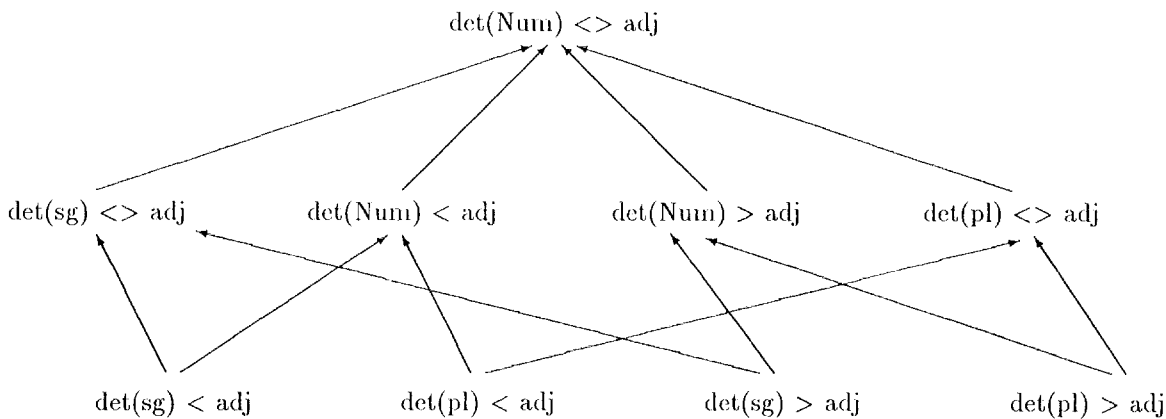 det(Num) <> adj
det(sg) <> adj det(Num) < adj det(Num) > adj det(pl) <> adj
det(sg) < adj det(pl) < adj det(sg) > adj det(pl) > adj